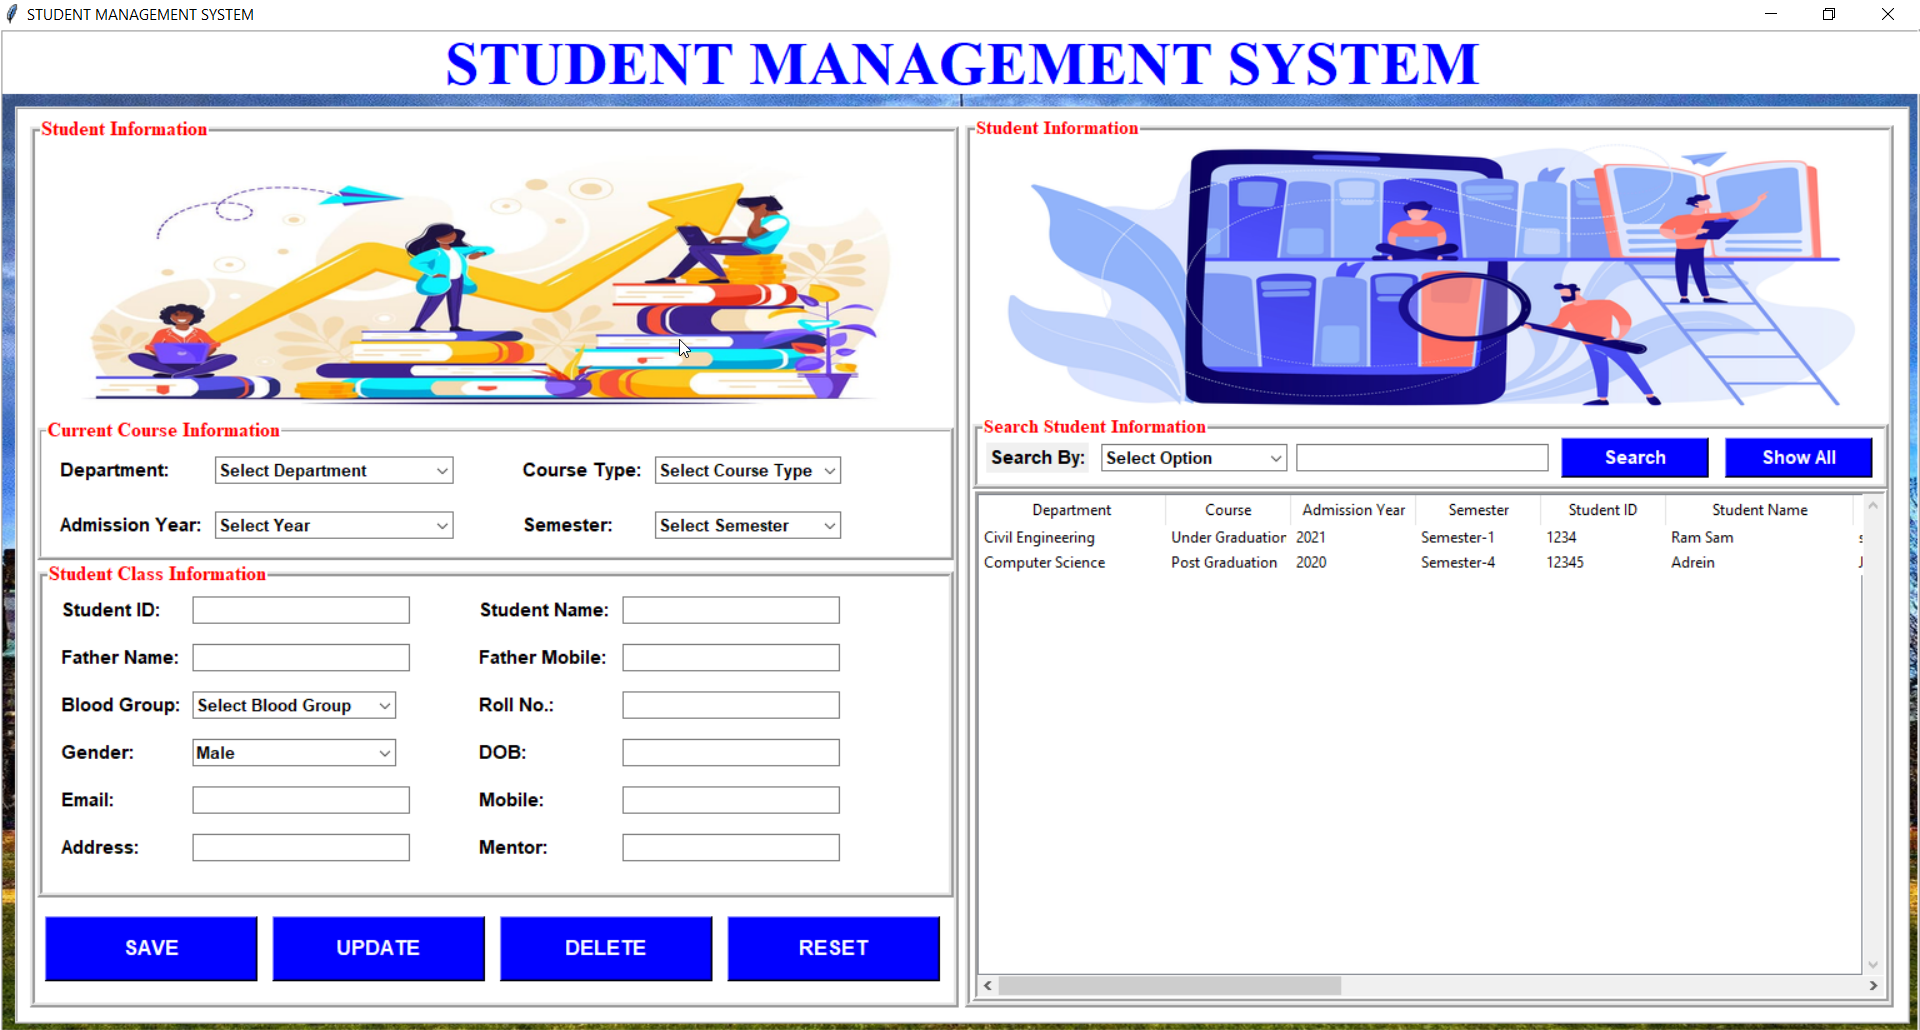 STUDENT MANAGEMENT SYSTEM
STUDENT MANAGEMENT SYSTEM
Student Information
Current Course Information
Department: Select Department Course Type: Select Course Type
Admission Year: Select Year Semester: Select Semester
Student Class Information
Student ID: Student Name:
Father Name: Father Mobile:
Blood Group: Select Blood Group Roll No.:
Gender: Male DOB:
Email: Mobile:
Address: Mentor:
SAVE UPDATE DELETE RESET
Student Information
Search Student Information
Search By: Select Option Search Show All
Department Course Admission Year Semester Student ID Student Name
Civil Engineering Under Graduation 2021 Semester-1 1234 Ram Sam
Computer Science Post Graduation 2020 Semester-4 12345 Adrein